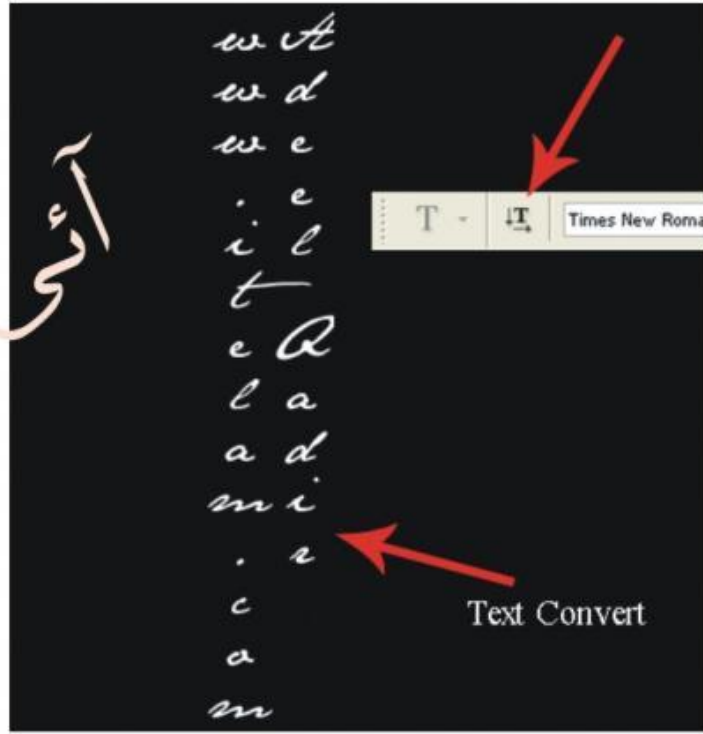 Adeel Qadir
www.itelam.com
آئی
T
T
Times New Roma
Text Convert